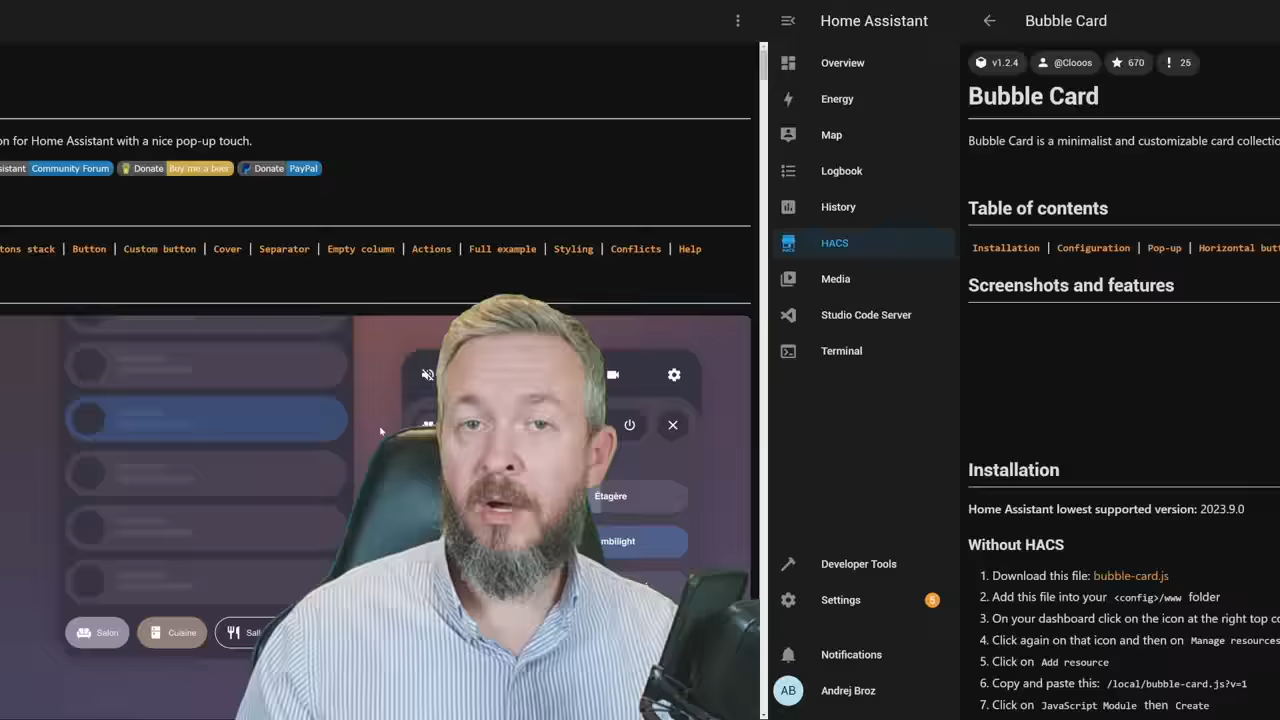 on for Home Assistant with a nice pop-up touch.
sistant Community Forum Donate Buy me a beer Donate PayPal
tons stack | Button | Custom button | Cover | Separator | Empty column | Actions | Full example | Styling | Conflicts | Help
Étagère
mbilight
Salon Cuisine Sall
Home Assistant
Overview
Energy
Map
Logbook
History
HACS
Media
Studio Code Server
Terminal
Developer Tools
Settings 5
Notifications
AB Andrej Broz
Bubble Card
v1.2.4 @Clooos 670 25
Bubble Card
Bubble Card is a minimalist and customizable card collectio
Table of contents
Installation | Configuration | Pop-up | Horizontal butt
Screenshots and features
Installation
Home Assistant lowest supported version: 2023.9.0
Without HACS
1. Download this file: bubble-card.js
2. Add this file into your <config>/www folder
3. On your dashboard click on the icon at the right top co
4. Click again on that icon and then on Manage resources
5. Click on Add resource
6. Copy and paste this: /local/bubble-card.js?v=1
7. Click on JavaScript Module then Create